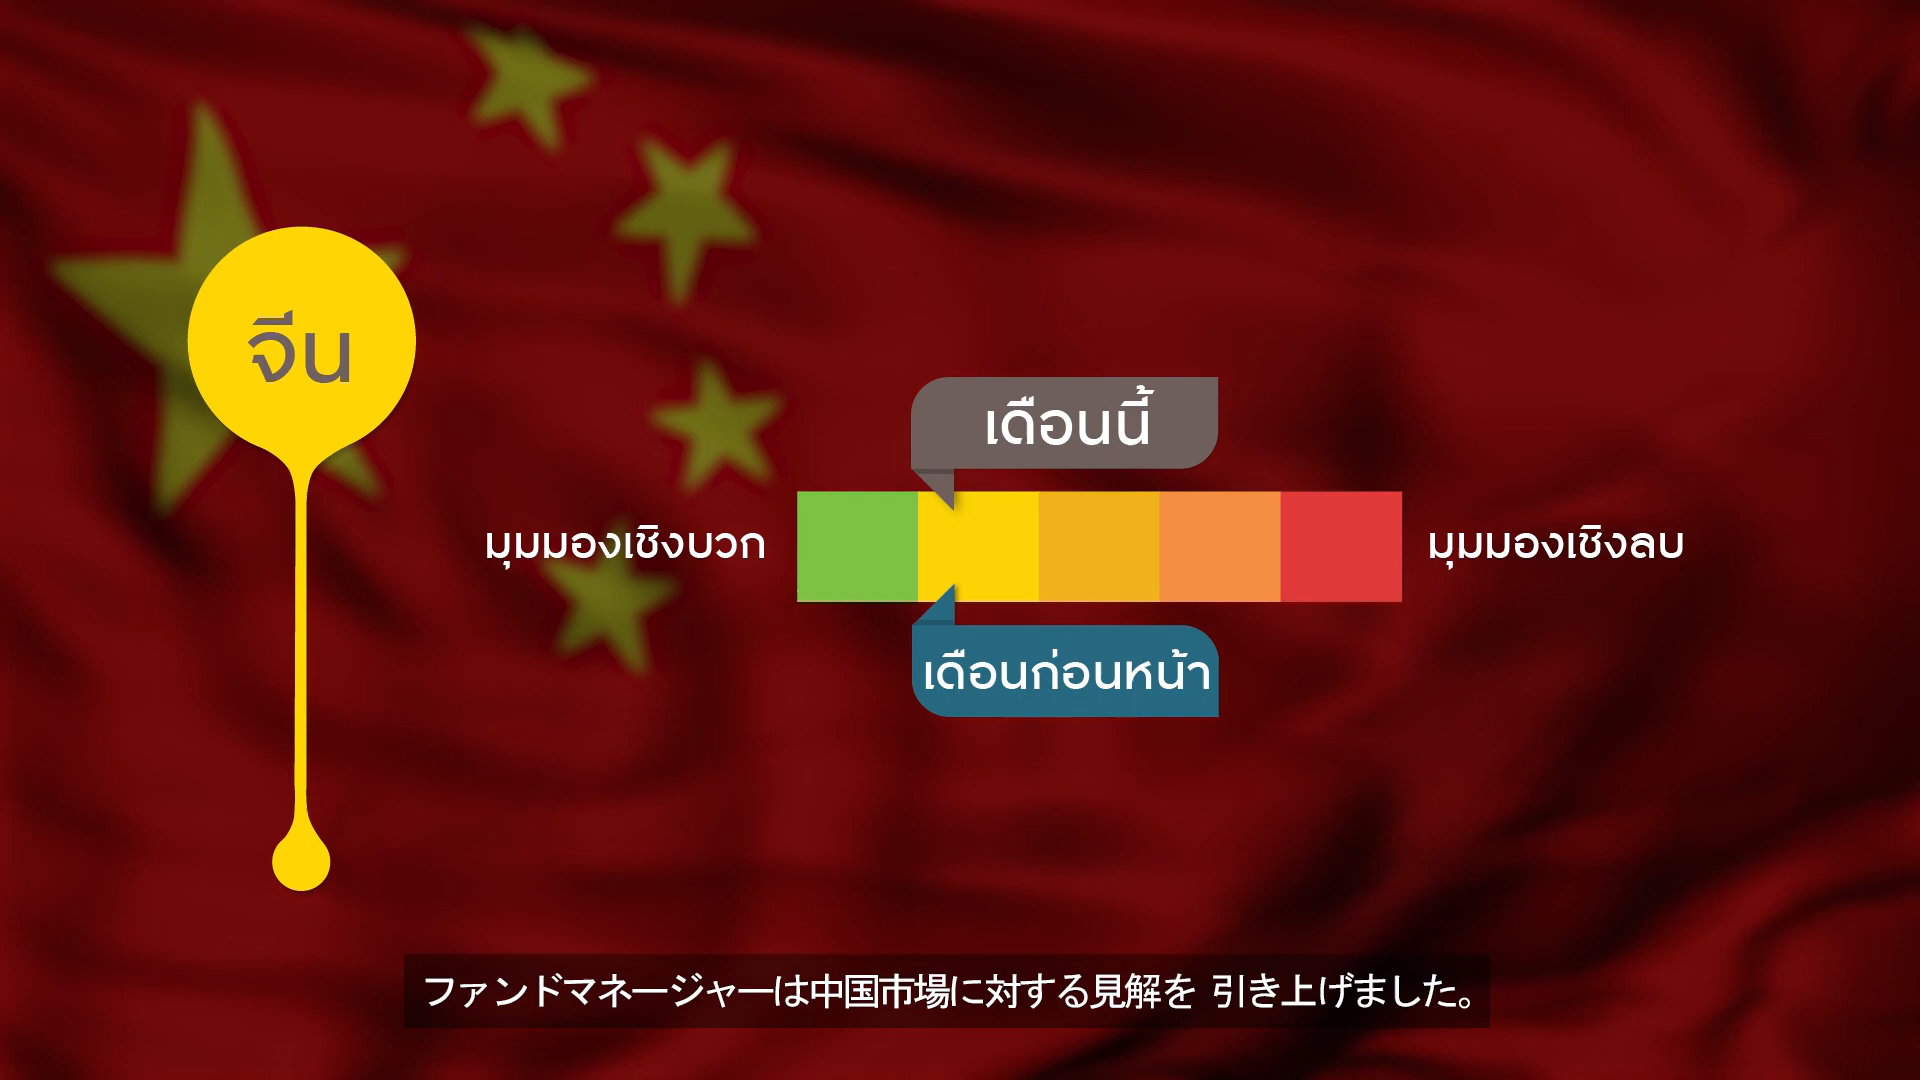 จีน
เดือนนี้
มุมมองเชิงบวก
มุมมองเชิงลบ
เดือนก่อนหน้า
ファンドマネージャーは中国市場に対する見解を 引き上げました。